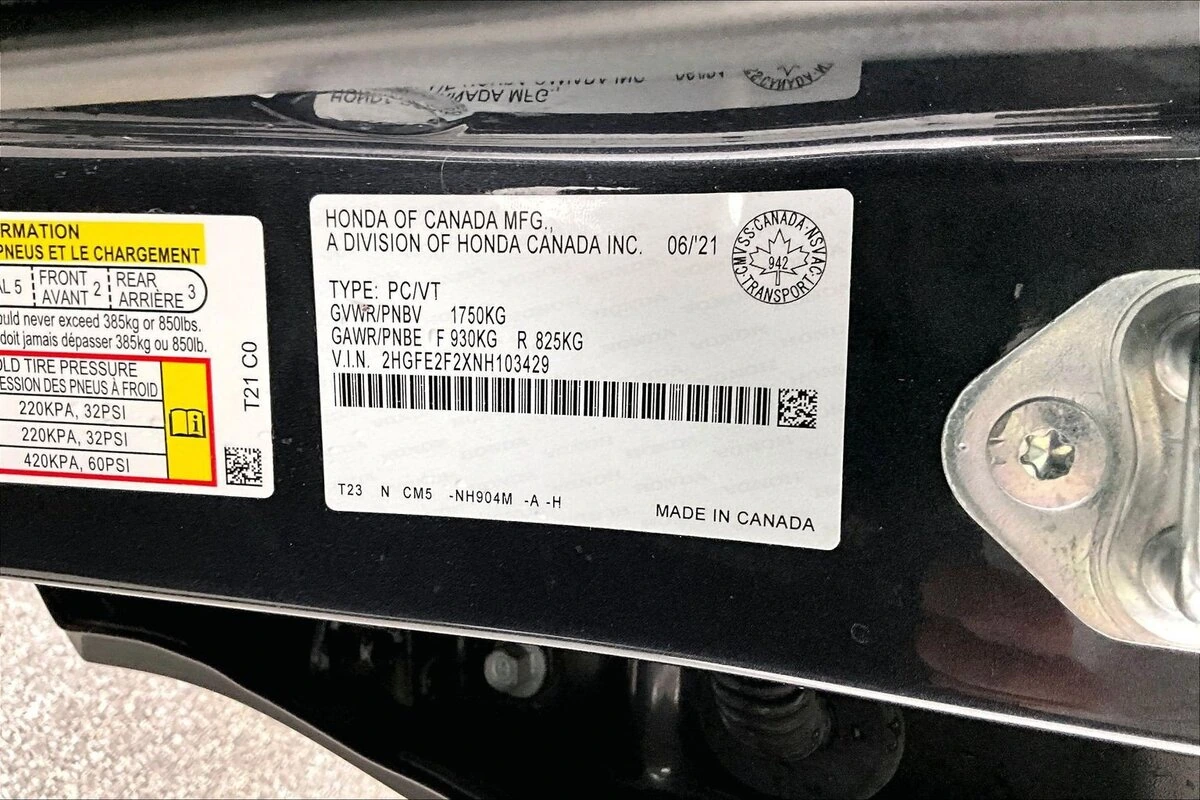 RMATION
PNEUS ET LE CHARGEMENT
AL 5 FRONT AVANT 2 REAR ARRIÈRE 3
uld never exceed 385kg or 850lbs.
doit jamais dépasser 385kg ou 850lb.
OLD TIRE PRESSURE
ESSION DES PNEUS À FROID
220KPA, 32PSI
220KPA, 32PSI
420KPA, 60PSI
T21 C0
HONDA OF CANADA MFG.,
A DIVISION OF HONDA CANADA INC. 06/'21
CMVSS·CANADA·NSVAC·TRANSPORT
942
TYPE: PC/VT
GVWR/PNBV 1750KG
GAWR/PNBE F 930KG R 825KG
V.I.N. 2HGFE2F2XNH103429
T23 N CM5 -NH904M -A -H
MADE IN CANADA